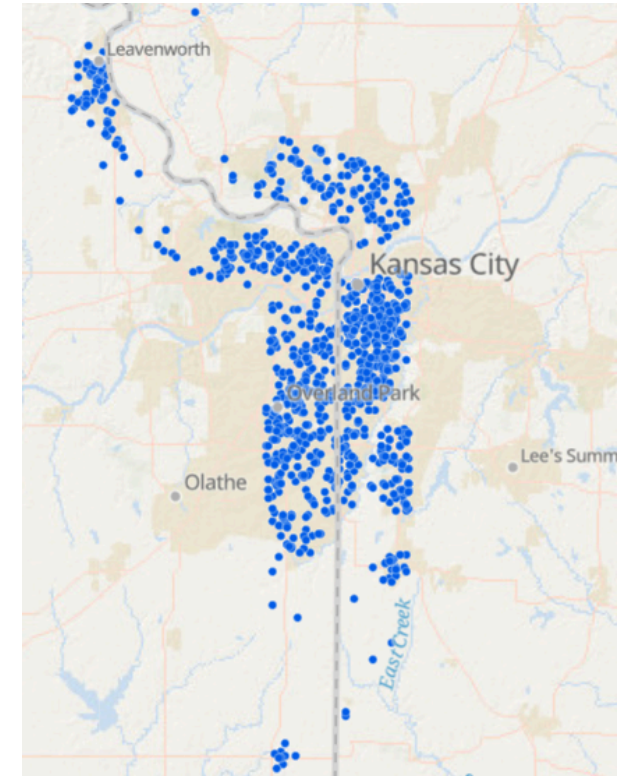 Leavenworth
Kansas City
Overland Park
Lee's Summ
Olathe
East Creek